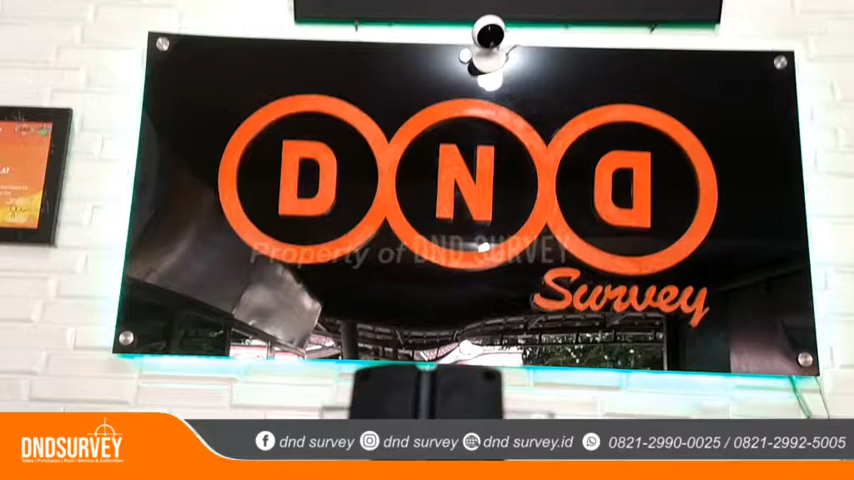 DND
Survey
Property of DND SURVEY
DNDSURVEY
dnd survey dnd survey dnd survey.id 0821-2990-0025 / 0821-2992-5005